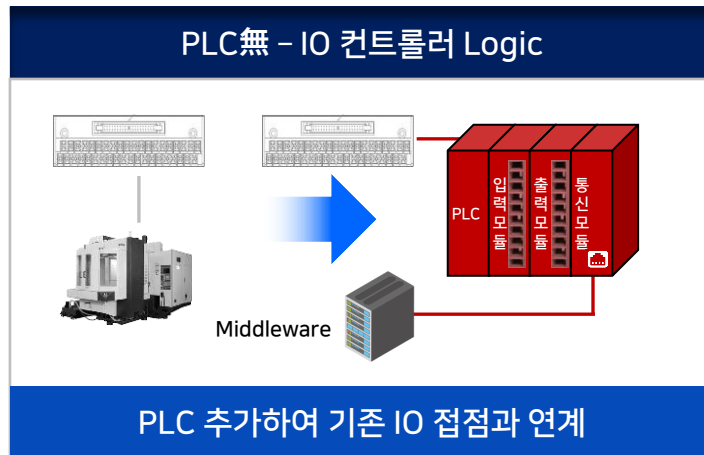 PLC無 – IO 컨트롤러 Logic
PLC
입력모듈
출력모듈
통신모듈
Middleware
PLC 추가하여 기존 IO 접점과 연계